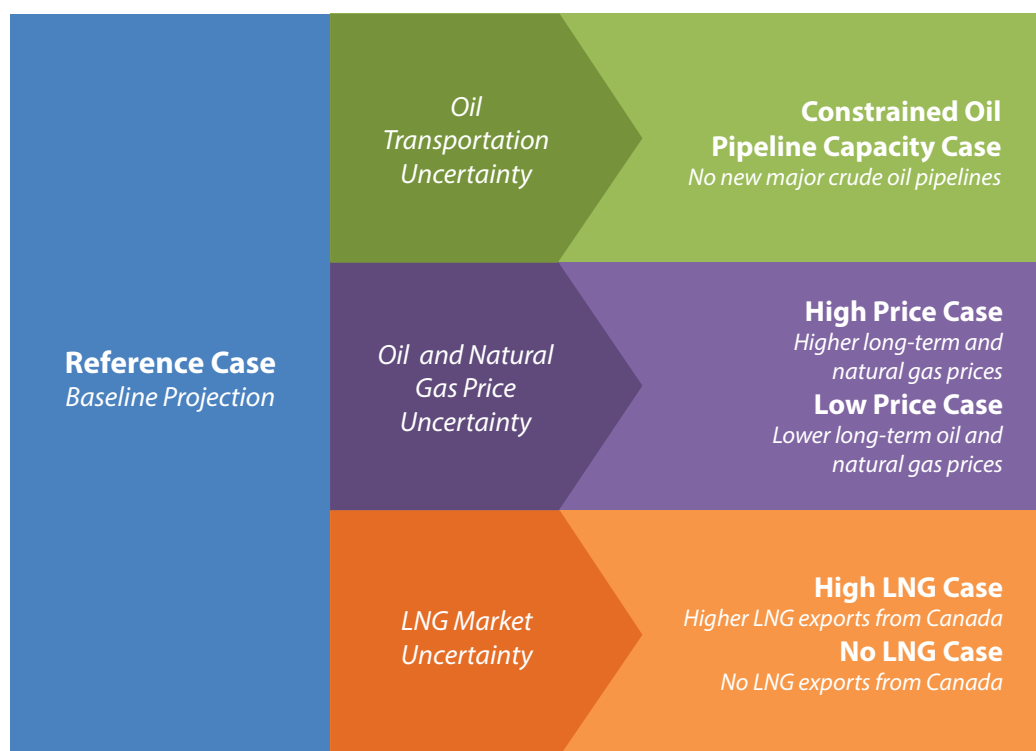 Reference Case
Baseline Projection
Oil
Transportation
Uncertainty
Constrained Oil
Pipeline Capacity Case
No new major crude oil pipelines
Oil and Natural
Gas Price
Uncertainty
High Price Case
Higher long-term and
natural gas prices
Low Price Case
Lower long-term oil and
natural gas prices
LNG Market
Uncertainty
High LNG Case
Higher LNG exports from Canada
No LNG Case
No LNG exports from Canada